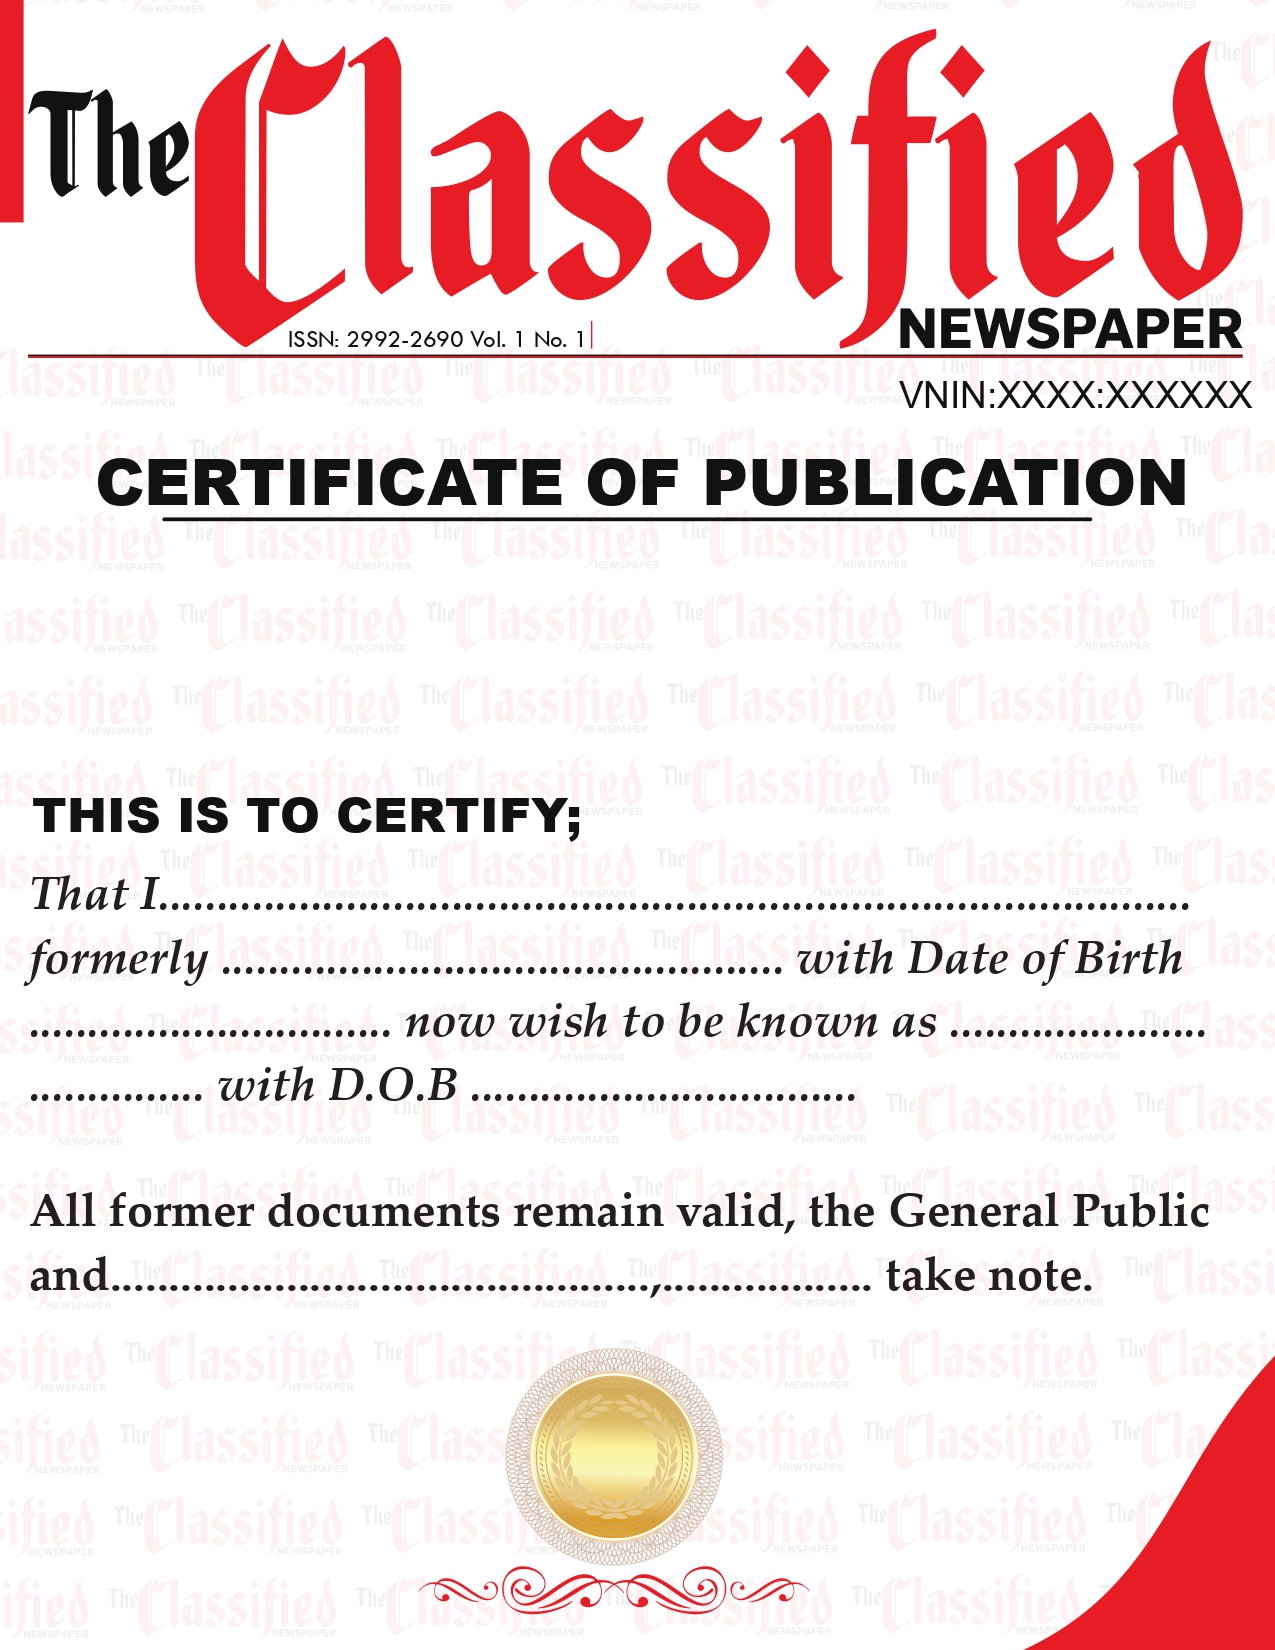 The Classified
NEWSPAPER
ISSN: 2992-2690 Vol. 1 No. 1
VNIN:XXXX:XXXXXX
CERTIFICATE OF PUBLICATION
THIS IS TO CERTIFY;
That I........................................................................................
formerly ................................................ with Date of Birth
............................... now wish to be known as ......................
............... with D.O.B .................................
All former documents remain valid, the General Public
and..............................................,.................. take note.